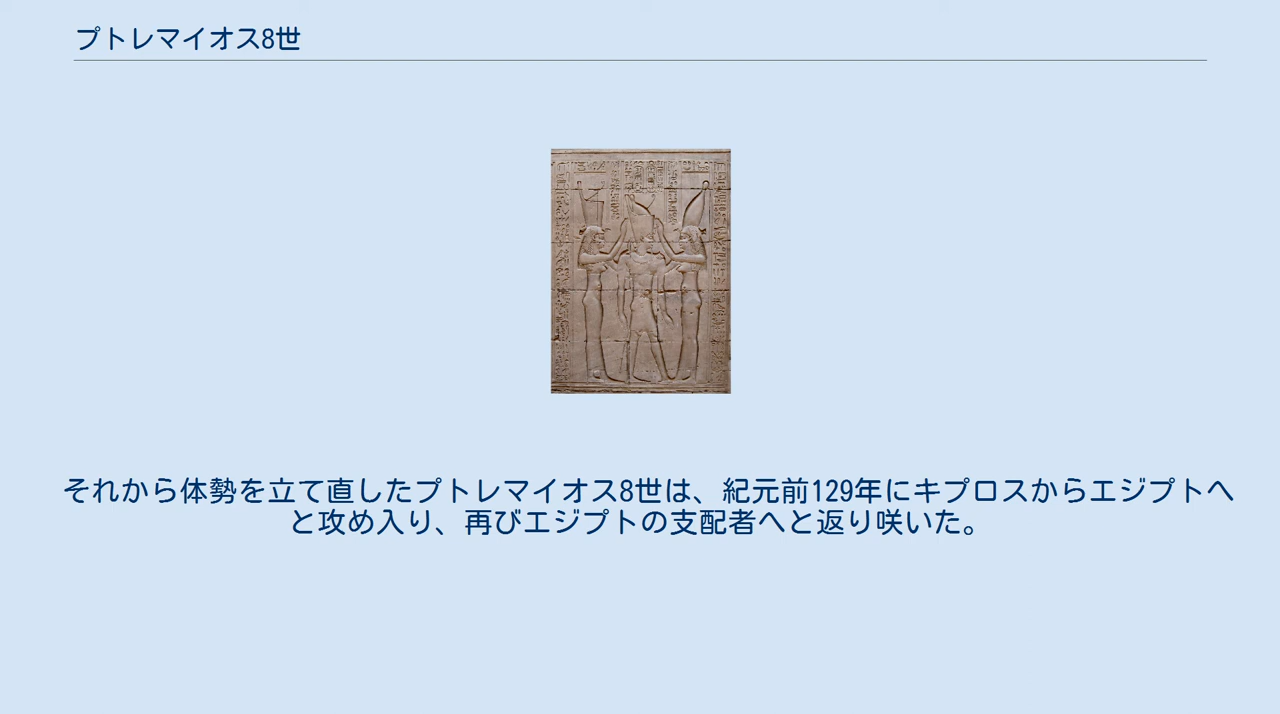 プトレマイオス8世
それから体勢を立て直したプトレマイオス8世は、紀元前129年にキプロスからエジプトへ
と攻め入り、再びエジプトの支配者へと返り咲いた。